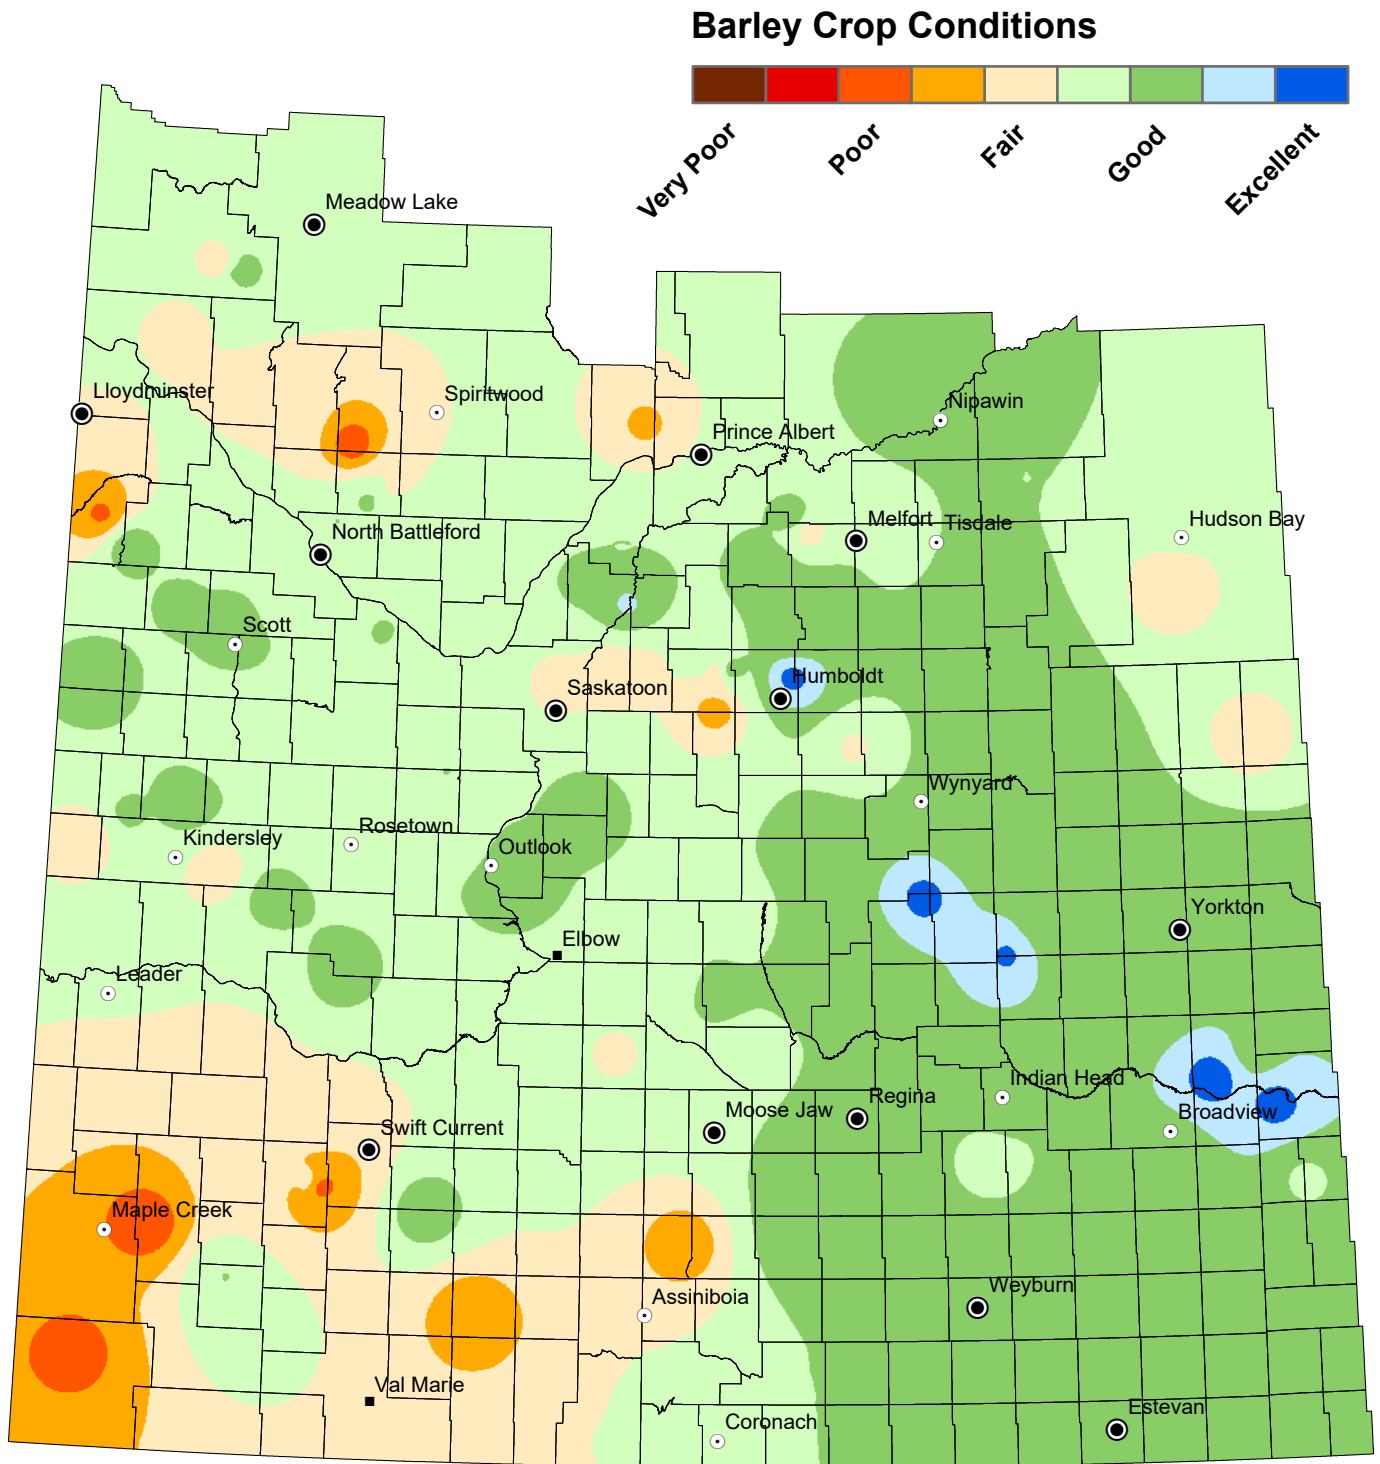 Barley Crop Conditions
Very Poor
Poor
Fair
Good
Excellent
Meadow Lake
Lloydminster
Spiritwood
Nipawin
Prince Albert
Melfort
Tisdale
Hudson Bay
North Battleford
Scott
Saskatoon
Humboldt
Wynyard
Kindersley
Rosetown
Outlook
Yorkton
Elbow
Leader
Indian Head
Regina
Moose Jaw
Broadview
Swift Current
Maple Creek
Weyburn
Assiniboia
Val Marie
Estevan
Coronach